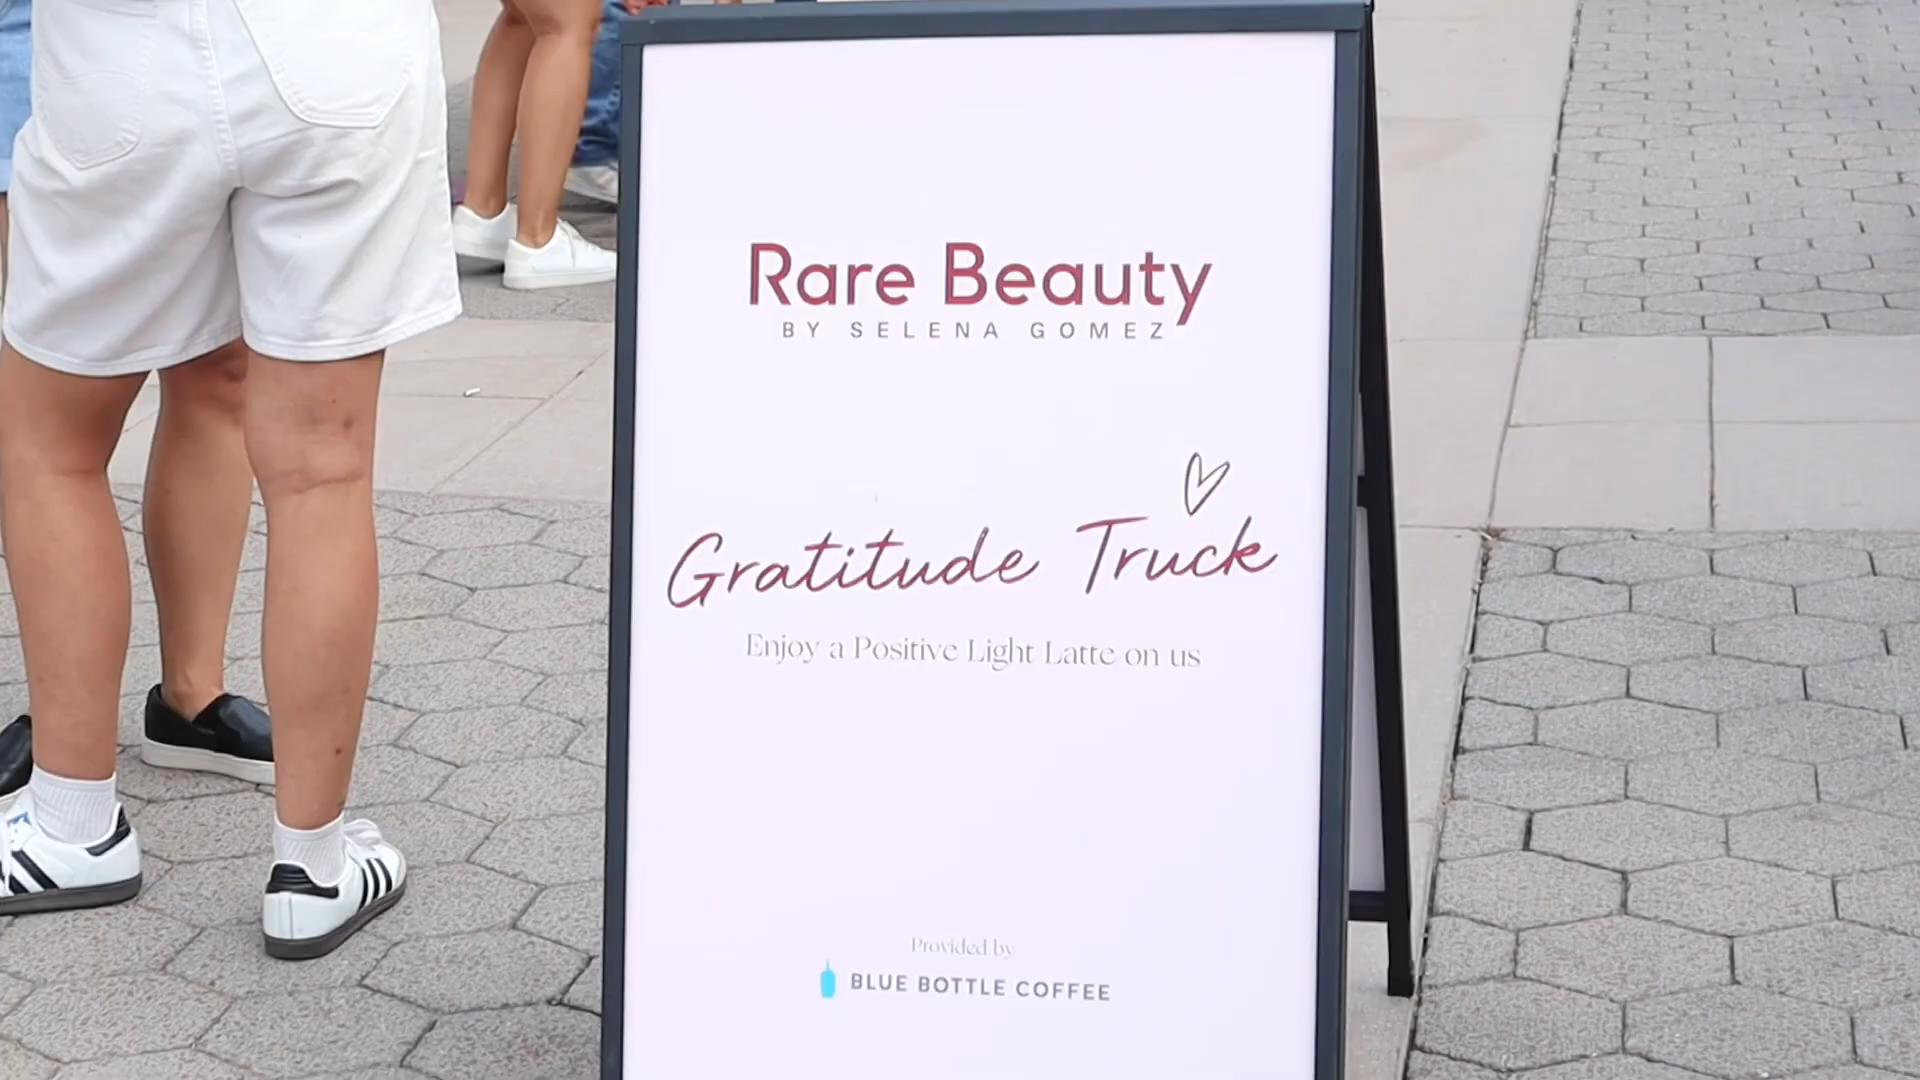 Rare Beauty
BY SELENA GOMEZ
Gratitude Truck
Enjoy a Positive Light Latte on us
Provided by
BLUE BOTTLE COFFEE